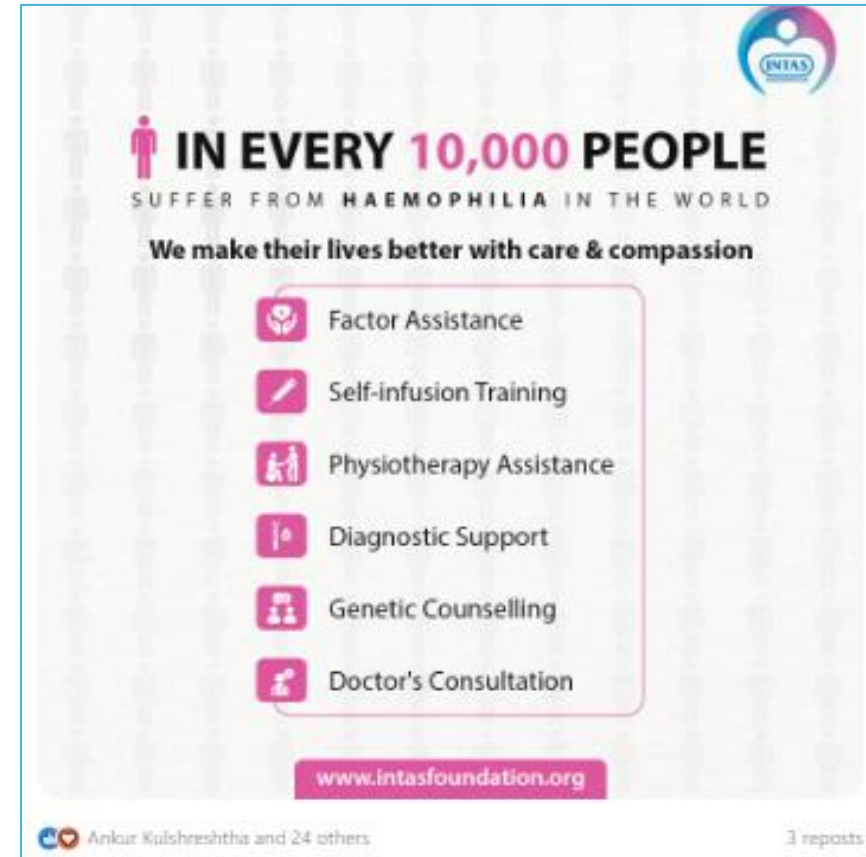 INTAS
IN EVERY 10,000 PEOPLE
SUFFER FROM HAEMOPHILIA IN THE WORLD
We make their lives better with care & compassion
Factor Assistance
Self-infusion Training
Physiotherapy Assistance
Diagnostic Support
Genetic Counselling
Doctor's Consultation
www.intasfoundation.org
Ankur Kulshreshtha and 24 others
3 reposts